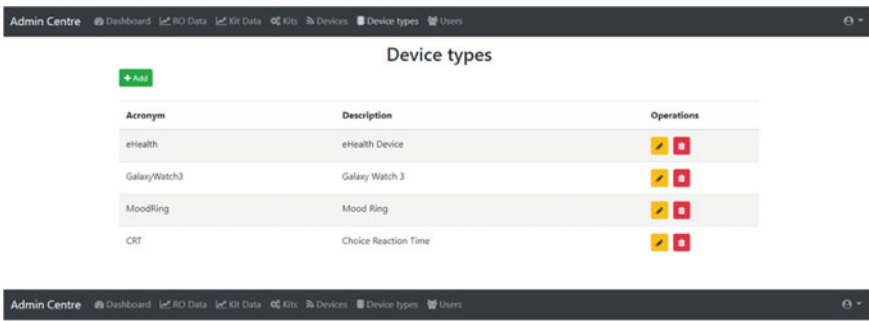 Admin Centre Dashboard RO Data Kit Data Kits Devices Device types Users
Device types
+ Add
Acronym Description Operations
eHealth eHealth Device
GalaxyWatch3 Galaxy Watch 3
MoodRing Mood Ring
CRT Choice Reaction Time
Admin Centre Dashboard RO Data Kit Data Kits Devices Device types Users